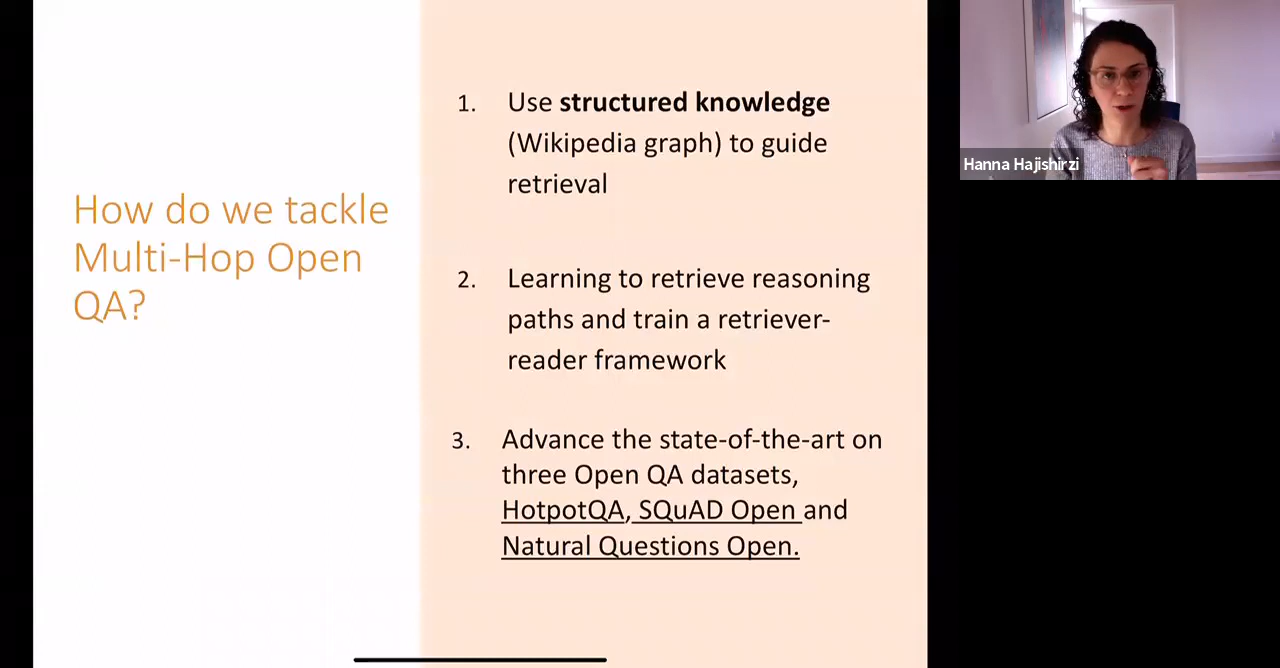 How do we tackle
Multi-Hop Open
QA?
1. Use structured knowledge
(Wikipedia graph) to guide
retrieval
2. Learning to retrieve reasoning
paths and train a retriever-
reader framework
3. Advance the state-of-the-art on
three Open QA datasets,
HotpotQA, SQuAD Open and
Natural Questions Open.
Hanna Hajishirzi